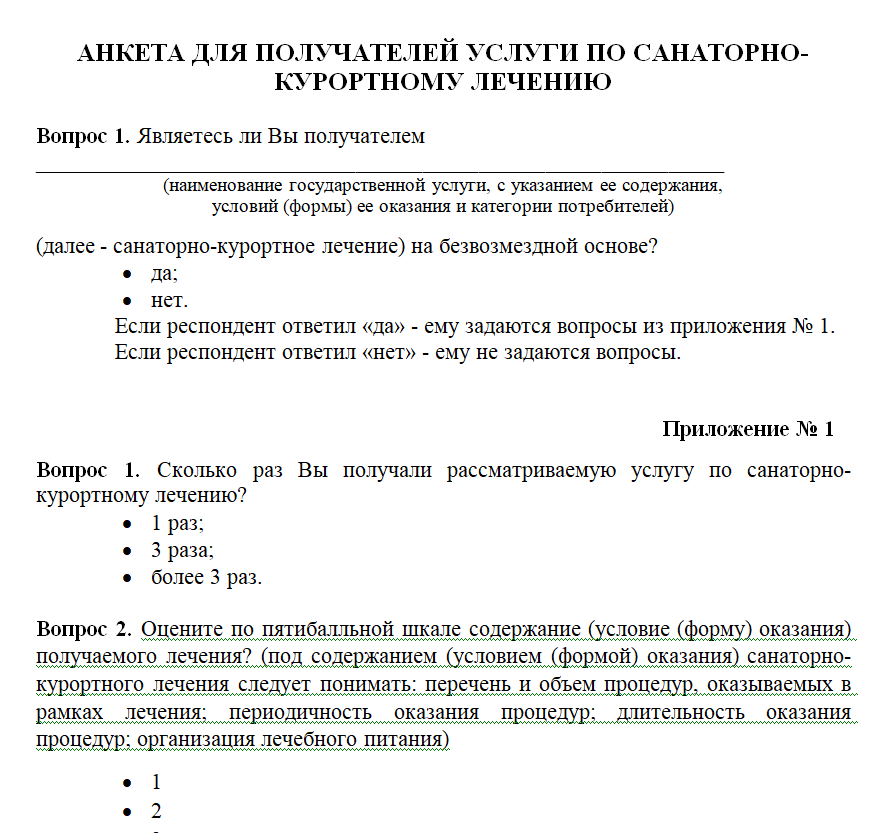 АНКЕТА ДЛЯ ПОЛУЧАТЕЛЕЙ УСЛУГИ ПО САНАТОРНО-
КУРОРТНОМУ ЛЕЧЕНИЮ
Вопрос 1. Являетесь ли Вы получателем
(наименование государственной услуги, с указанием ее содержания,
условий (формы) ее оказания и категории потребителей)
(далее - санаторно-курортное лечение) на безвозмездной основе?
• да;
• нет.
Если респондент ответил «да» - ему задаются вопросы из приложения № 1.
Если респондент ответил «нет» - ему не задаются вопросы.
Приложение № 1
Вопрос 1. Сколько раз Вы получали рассматриваемую услугу по санаторно-
курортному лечению?
• 1 раз;
• 3 раза;
• более 3 раз.
Вопрос 2. Оцените по пятибалльной шкале содержание (условие (форму) оказания)
получаемого лечения? (под содержанием (условием (формой) оказания) санаторно-
курортного лечения следует понимать: перечень и объем процедур, оказываемых в
рамках лечения; периодичность оказания процедур; длительность оказания
процедур; организация лечебного питания)
• 1
• 2